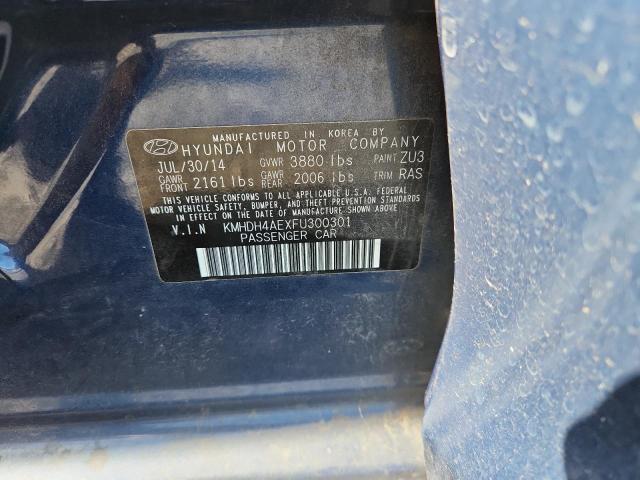 MANUFACTURED IN KOREA BY
HYUNDAI MOTOR COMPANY
JUL/30/14 GVWR 3880 lbs PAINT ZU3
GAWR FRONT 2161 lbs GAWR REAR 2006 lbs TRIM RAS
THIS VEHICLE CONFORMS TO ALL APPLICABLE U.S.A. FEDERAL
MOTOR VEHICLE SAFETY, BUMPER, AND THEFT PREVENTION
STANDARDS IN EFFECT ON THE DATE OF MANUFACTURE SHOWN ABOVE.
V.I.N KMHDH4AEXFU300301
PASSENGER CAR